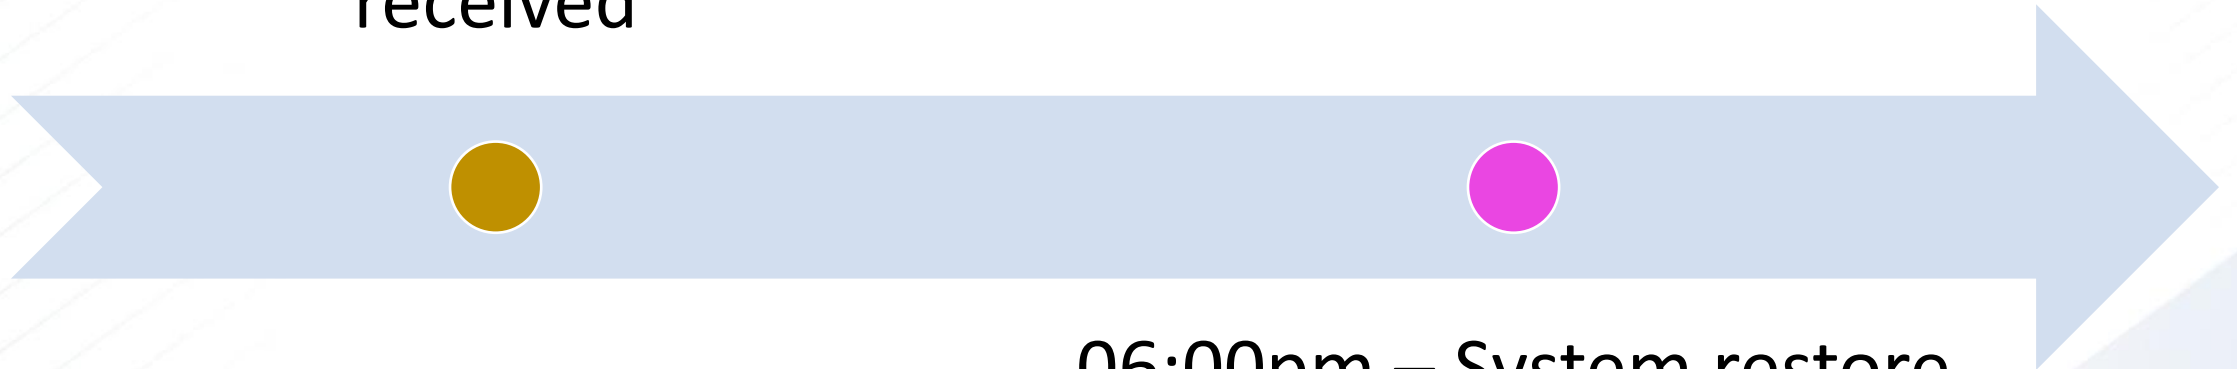 received
06:00pm – System restore